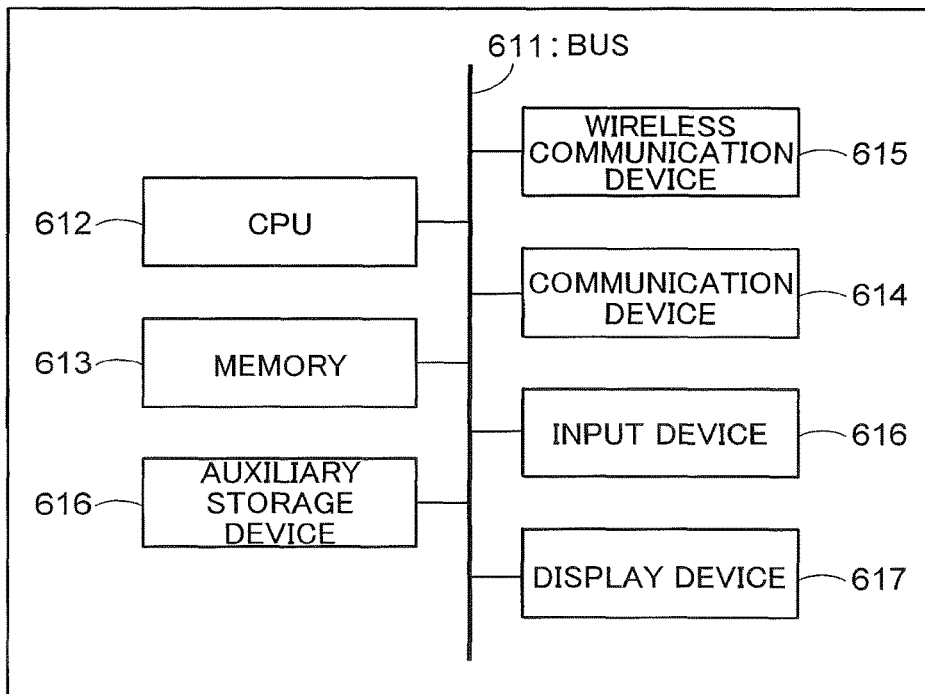 611: BUS
612
CPU
613
MEMORY
616
AUXILIARY
STORAGE
DEVICE
WIRELESS
COMMUNICATION
DEVICE
615
COMMUNICATION
DEVICE
614
INPUT DEVICE
616
DISPLAY DEVICE
617